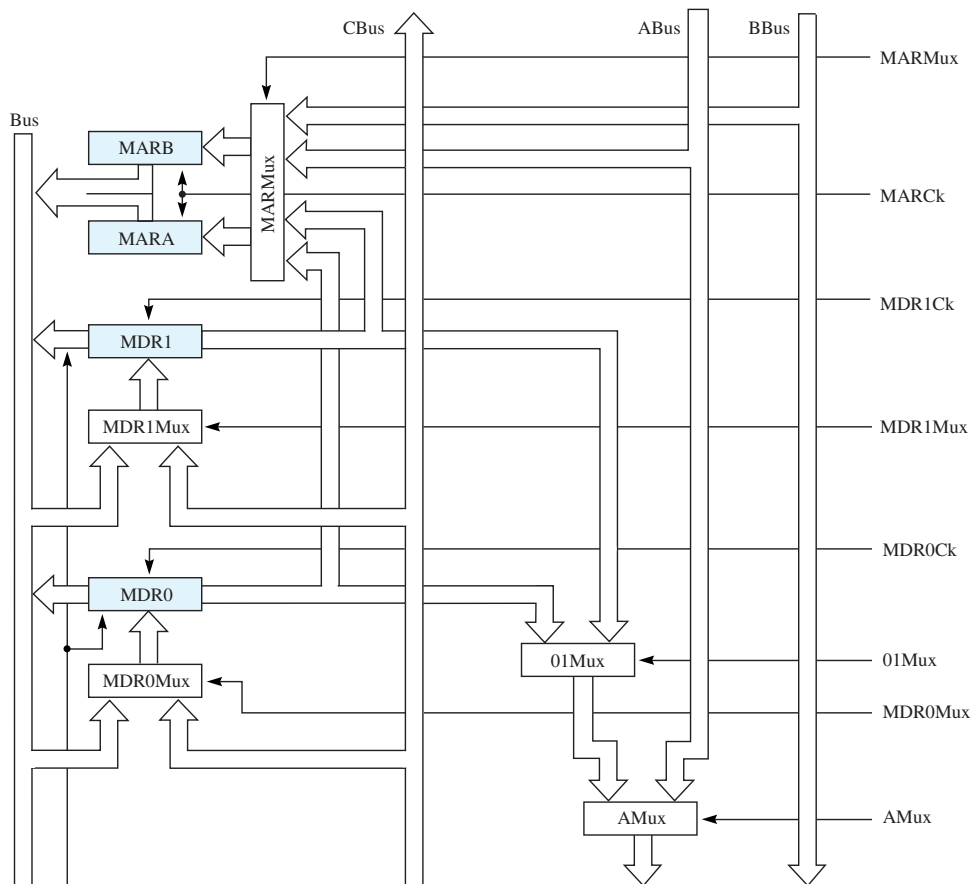 CBus
ABus
BBus
MARMux
Bus
MARB
MARMux
MARCk
MARA
MDR1Ck
MDR1
MDR1Mux
MDR1Mux
MDR0Ck
MDR0
01Mux
01Mux
MDR0Mux
MDR0Mux
AMux
AMux